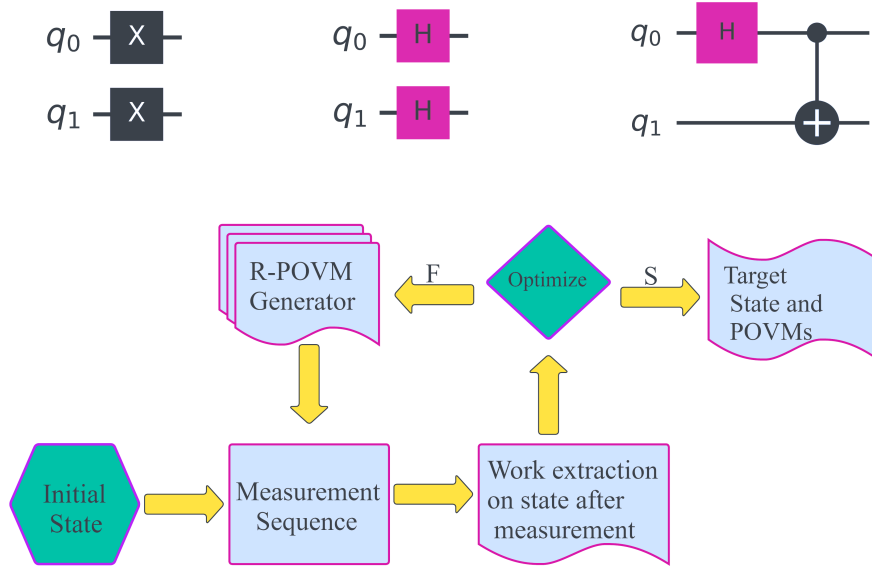 q0 X
q1 X
q0 H
q1 H
q0 H
q1
R-POVM
Generator
F
Optimize
S
Target
State and
POVMs
Initial
State
Measurement
Sequence
Work extraction
on state after
measurement